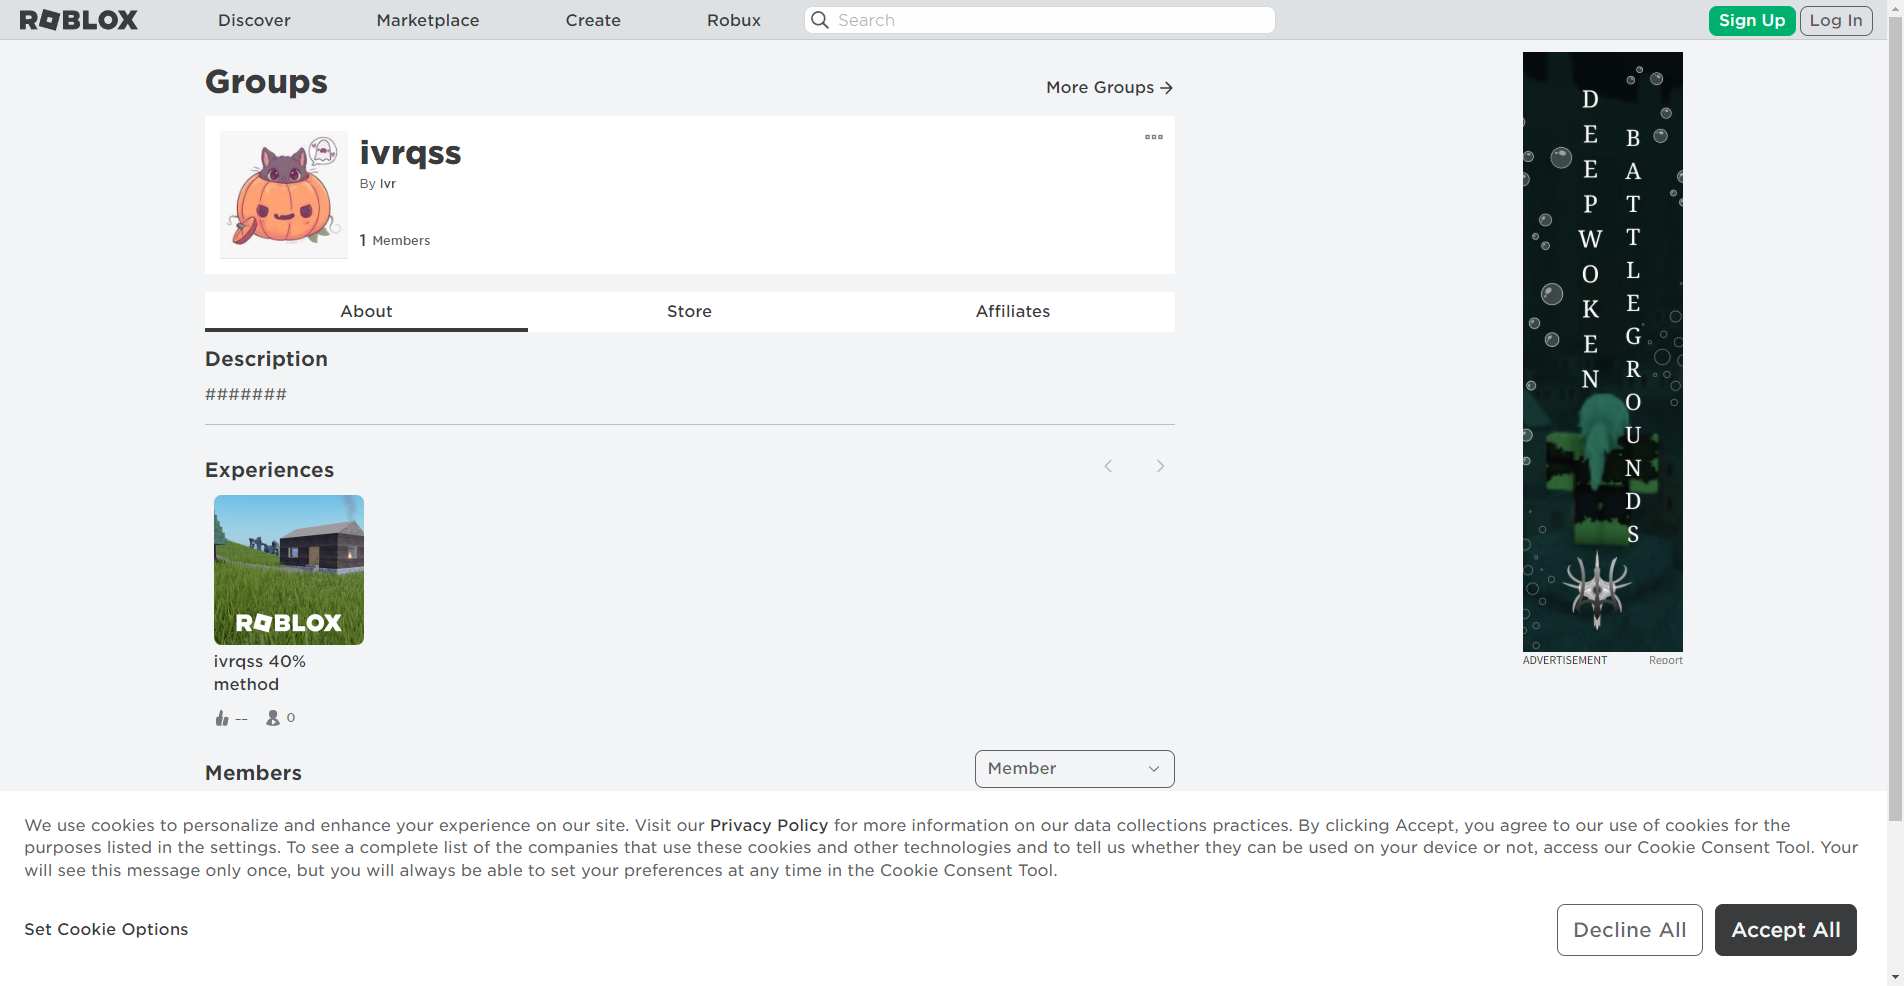 ROBLOX
Discover
Marketplace
Create
Robux
Search
Sign Up
Log In
Groups
More Groups
ivrqss
By Ivr
1 Members
About
Store
Affiliates
Description
#######
Experiences
ROBLOX
ivrqss 40%
method
--
0
Members
Member
DEEPWOKEN
BATTLEGROUNDS
ADVERTISEMENT
Report
We use cookies to personalize and enhance your experience on our site. Visit our Privacy Policy for more information on our data collections practices. By clicking Accept, you agree to our use of cookies for the
purposes listed in the settings. To see a complete list of the companies that use these cookies and other technologies and to tell us whether they can be used on your device or not, access our Cookie Consent Tool. Your
will see this message only once, but you will always be able to set your preferences at any time in the Cookie Consent Tool.
Set Cookie Options
Decline All
Accept All